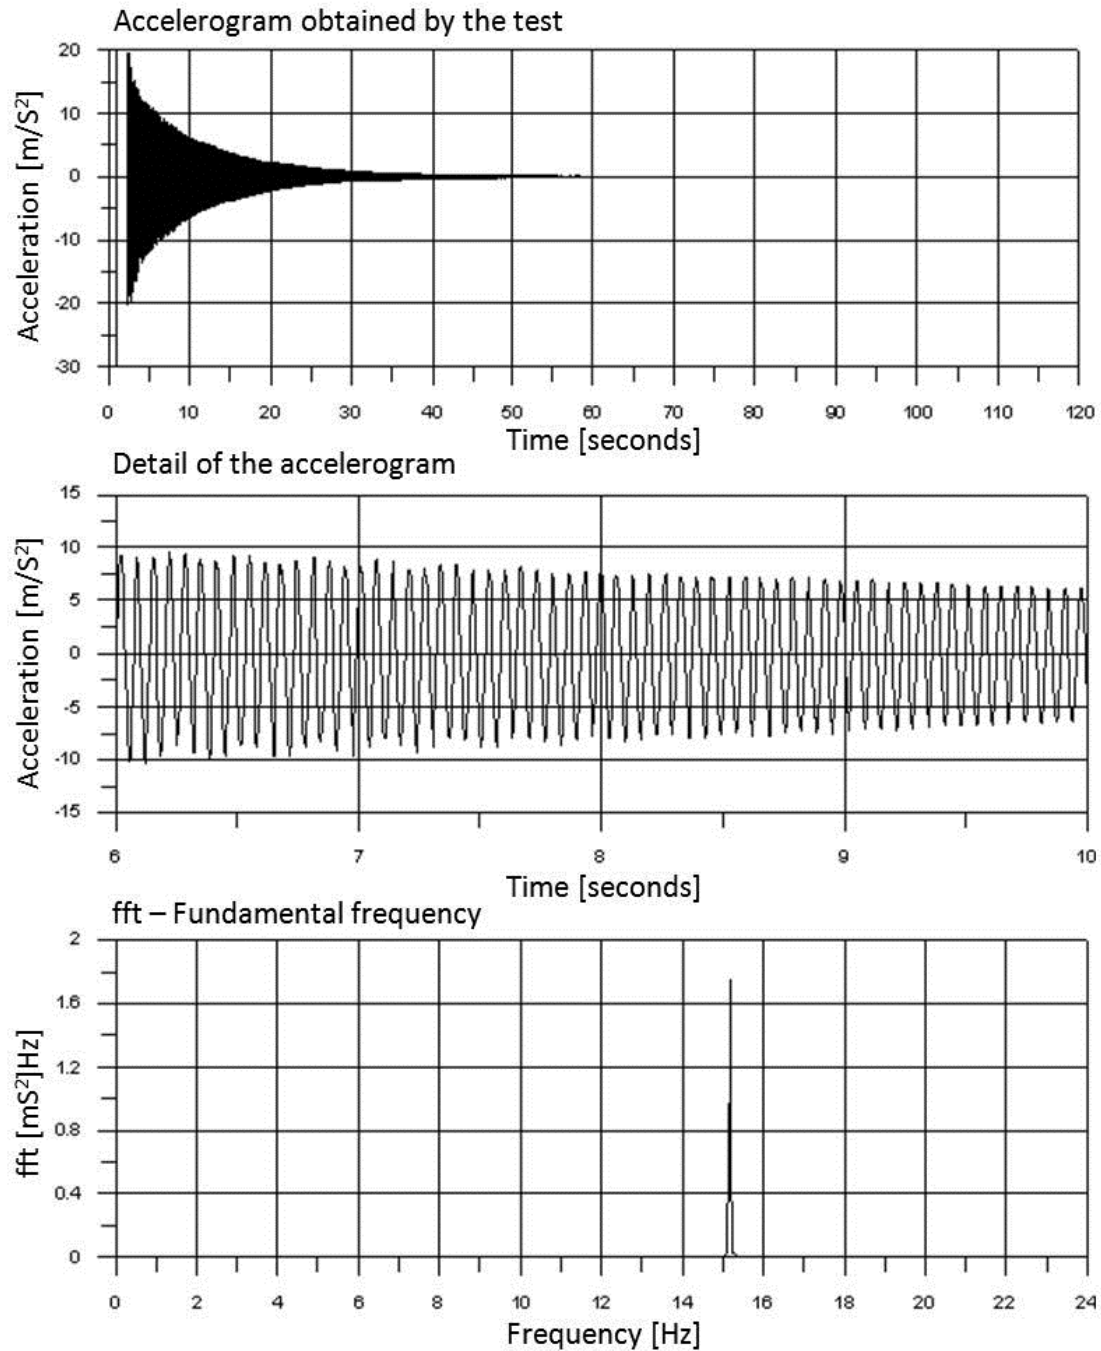 Accelerogram obtained by the test
20
10
0
-10
-20
-30
Acceleration [m/S²]
0 10 20 30 40 50 60 70 80 90 100 110 120
Time [seconds]
Detail of the accelerogram
15
10
5
0
-5
-10
-15
Acceleration [m/S²]
6 7 8 9 10
Time [seconds]
fft – Fundamental frequency
2
1.6
1.2
0.8
0.4
0
fft [mS²]Hz]
0 2 4 6 8 10 12 14 16 18 20 22 24
Frequency [Hz]